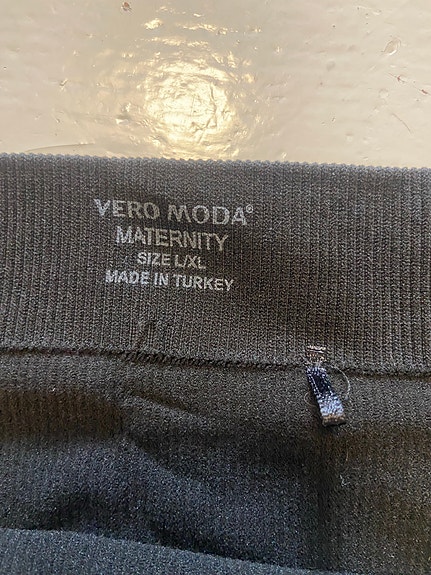 VERO MODA®
MATERNITY
SIZE L/XL
MADE IN TURKEY